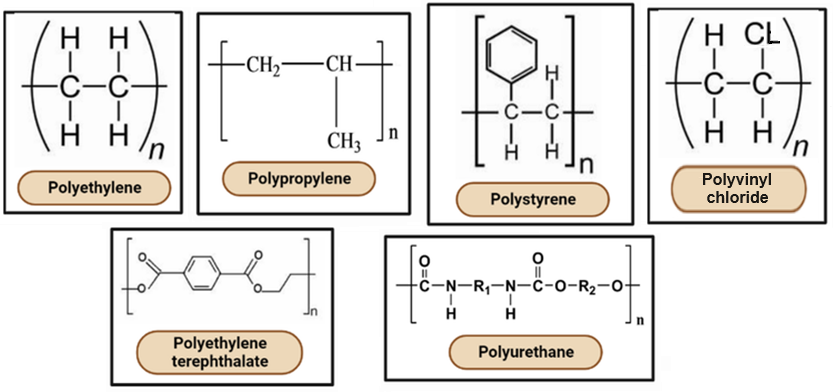 H H
C C
H H n
Polyethylene
CH₂ CH
CH₃ n
Polypropylene
H
C C
H H n
Polystyrene
H CL
C C
H H n
Polyvinyl
chloride
O O
O O n
Polyethylene
terephthalate
O O
C N R₁ N C O R₂ O
H H n
Polyurethane